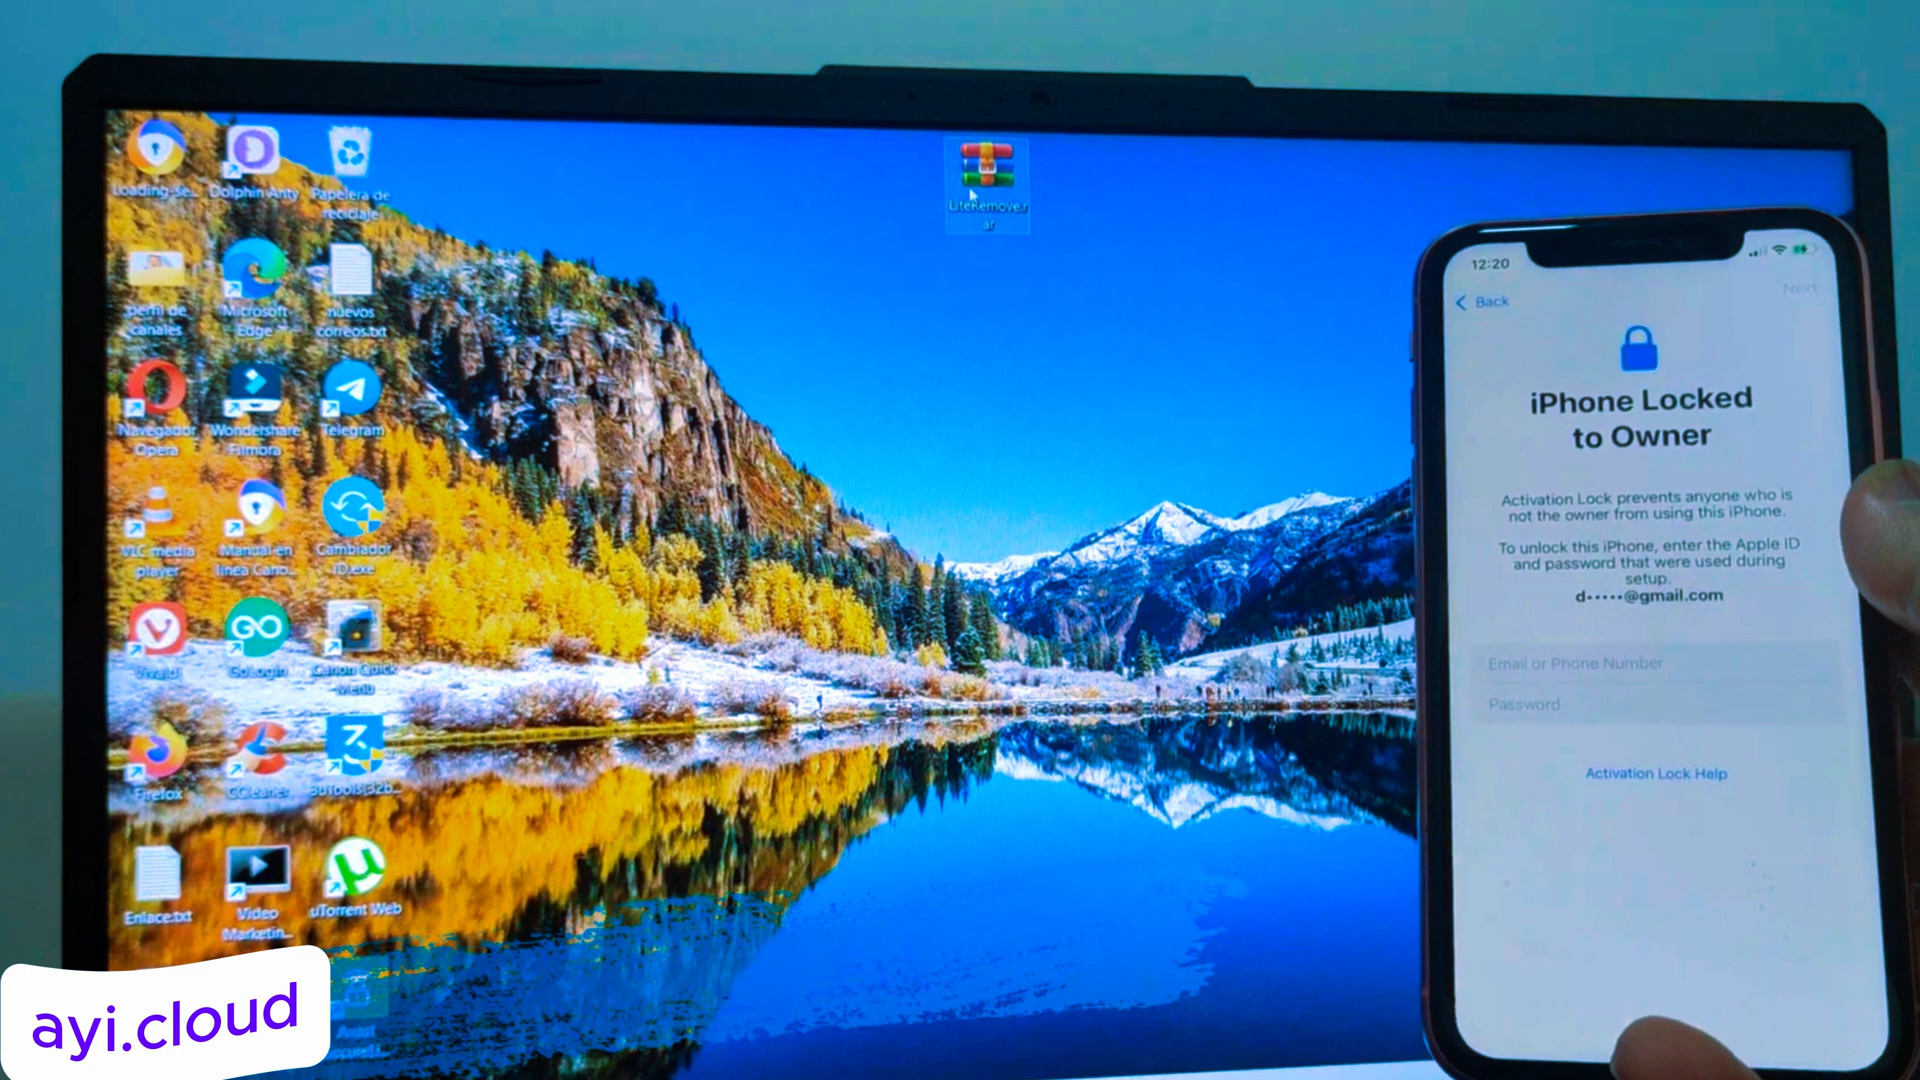 Loading-se...
Dolphin Anty
Papelera de
reciclaje
LiteRemove.r
ar
perfil de
canales
Microsoft
Edge
nuevos
correos.txt
Navegador
Opera
Wondershare
Filmora
Telegram
VLC media
player
Manual en
línea Cano...
Cambiador
ID.exe
Vivaldi
GO
GoLogin
Canon Quick
Menu
Firefox
CCleaner
3uTools(32b...
Enlace.txt
Video
Marketin...
uTorrent Web
ayi.cloud
12:20
Back
Next
iPhone Locked
to Owner
Activation Lock prevents anyone who is
not the owner from using this iPhone.
To unlock this iPhone, enter the Apple ID
and password that were used during
setup.
d•••••@gmail.com
Email or Phone Number
Password
Activation Lock Help